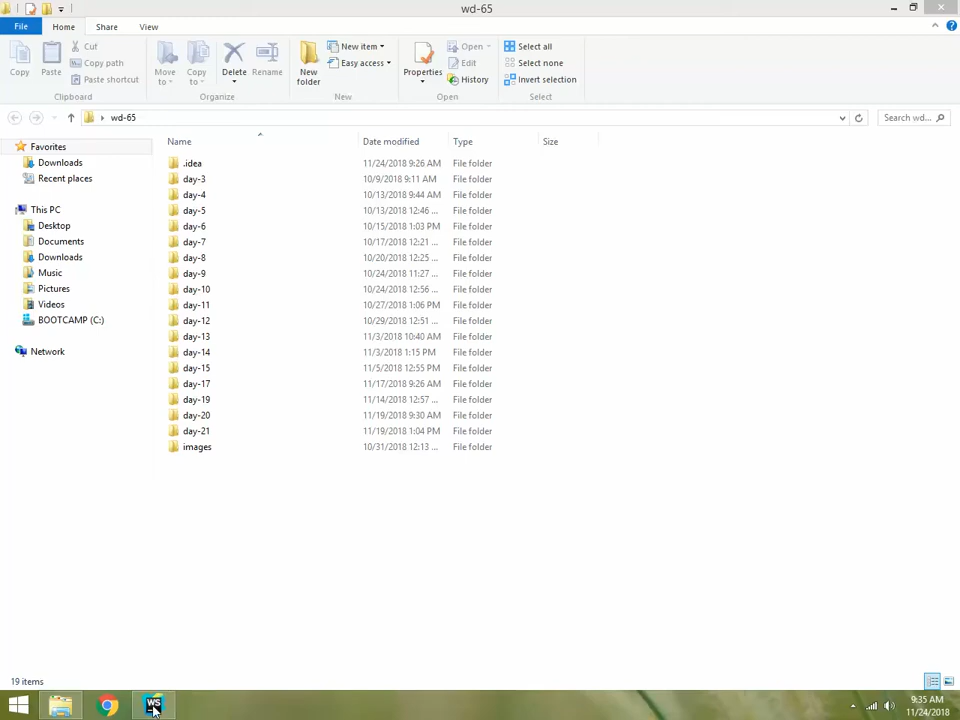 wd-65
File Home Share View
Copy Paste Cut Copy path Paste shortcut Move to Copy to Delete Rename New folder New item Easy access Properties Open Edit History Select all Select none Invert selection
Clipboard Organize New Open Select
wd-65 Search wd...
Name Date modified Type Size
Favorites
Downloads
Recent places
This PC
Desktop
Documents
Downloads
Music
Pictures
Videos
BOOTCAMP (C:)
Network
.idea 11/24/2018 9:26 AM File folder
day-3 10/9/2018 9:11 AM File folder
day-4 10/13/2018 9:44 AM File folder
day-5 10/13/2018 12:46 ... File folder
day-6 10/15/2018 1:03 PM File folder
day-7 10/17/2018 12:21 ... File folder
day-8 10/20/2018 12:25 ... File folder
day-9 10/24/2018 11:27 ... File folder
day-10 10/24/2018 12:56 ... File folder
day-11 10/27/2018 1:06 PM File folder
day-12 10/29/2018 12:51 ... File folder
day-13 11/3/2018 10:40 AM File folder
day-14 11/3/2018 1:15 PM File folder
day-15 11/5/2018 12:55 PM File folder
day-17 11/17/2018 9:26 AM File folder
day-19 11/14/2018 12:57 ... File folder
day-20 11/19/2018 9:30 AM File folder
day-21 11/19/2018 1:04 PM File folder
images 10/31/2018 12:13 ... File folder
19 items
WS
9:35 AM
11/24/2018